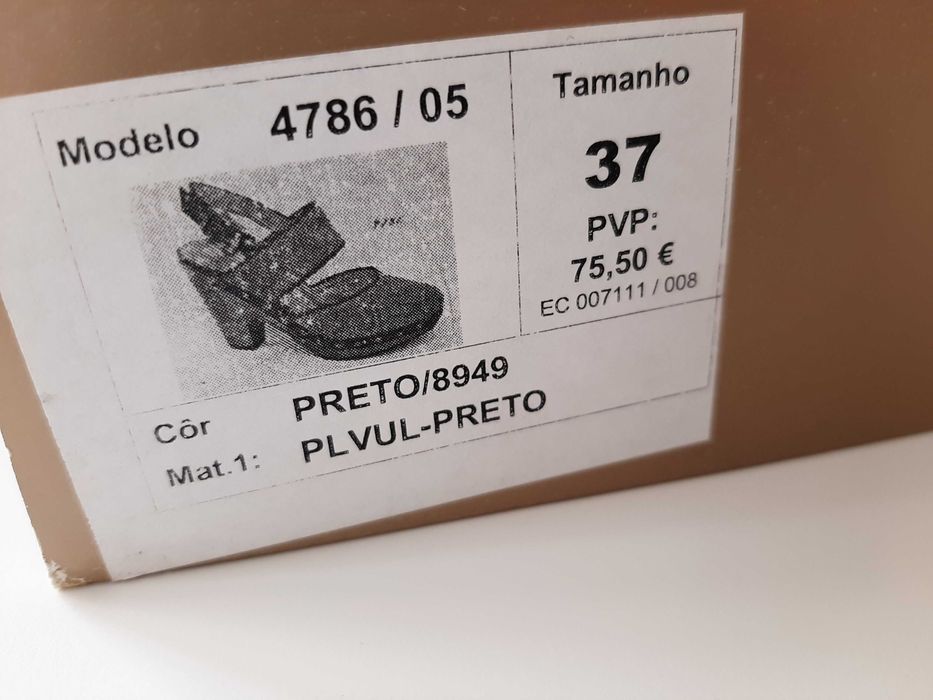 Modelo 4786 / 05
Tamanho
37
PVP:
75,50 €
EC 007111 / 008
Côr PRETO/8949
Mat.1: PLVUL-PRETO